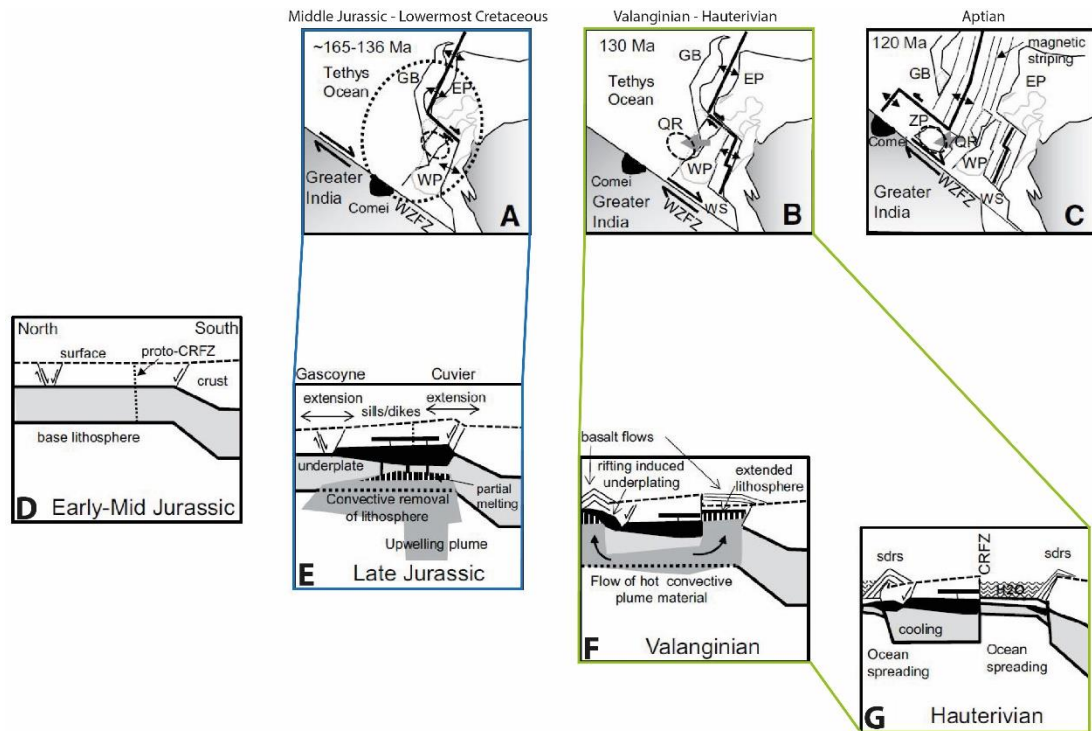 Middle Jurassic - Lowermost Cretaceous
Valanginian - Hauterivian
Aptian
~165-136 Ma
Tethys
Ocean
GB
EP
WP
Greater
India
Comei
WZFZ
A
130 Ma
Tethys
Ocean
GB
EP
QR
WP
Comei
Greater
India
WZFZ
WS
B
120 Ma
magnetic
striping
GB
EP
ZP
Comei
QR
WP
WZFZ
WS
Greater
India
C
North
South
surface
proto-CRFZ
crust
base lithosphere
D Early-Mid Jurassic
Gascoyne
Cuvier
extension
extension
sills/dikes
underplate
partial
melting
Convective removal
of lithosphere
Upwelling plume
E Late Jurassic
basalt flows
rifting induced
underplating
extended
lithosphere
Flow of hot convective
plume material
F Valanginian
sdrs
CRFZ
sdrs
H2O
cooling
Ocean
spreading
Ocean
spreading
G Hauterivian